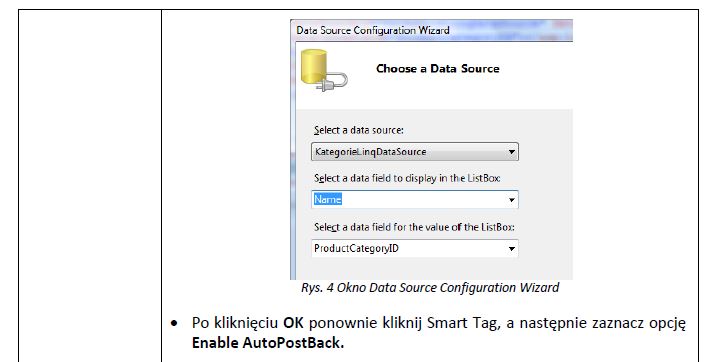 Data Source Configuration Wizard
Choose a Data Source
Select a data source:
KategorieLinqDataSource
Select a data field to display in the ListBox:
Name
Select a data field for the value of the ListBox:
ProductCategoryID
Rys. 4 Okno Data Source Configuration Wizard
• Po kliknięciu OK ponownie kliknij Smart Tag, a następnie zaznacz opcję
Enable AutoPostBack.